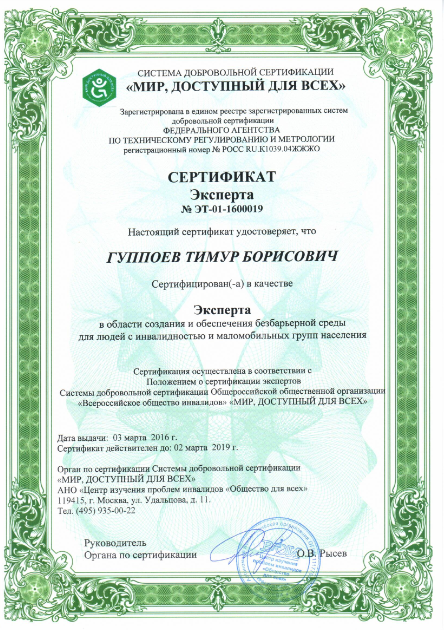 СИСТЕМА ДОБРОВОЛЬНОЙ СЕРТИФИКАЦИИ
«МИР, ДОСТУПНЫЙ ДЛЯ ВСЕХ»
Зарегистрирована в едином реестре зарегистрированных систем
добровольной сертификации
ФЕДЕРАЛЬНОГО АГЕНТСТВА
ПО ТЕХНИЧЕСКОМУ РЕГУЛИРОВАНИЮ И МЕТРОЛОГИИ
регистрационный номер № РОСС RU.К1039.04ЖЖЖО
СЕРТИФИКАТ
Эксперта
№ ЭТ-01-1600019
Настоящий сертификат удостоверяет, что
ГУППОЕВ ТИМУР БОРИСОВИЧ
Сертифицирован(-а) в качестве
Эксперта
в области создания и обеспечения безбарьерной среды
для людей с инвалидностью и маломобильных групп населения
Сертификация осуществлена в соответствии с
Положением о сертификации экспертов
Системы добровольной сертификации Общероссийской общественной организации
«Всероссийское общество инвалидов» «МИР, ДОСТУПНЫЙ ДЛЯ ВСЕХ»
Дата выдачи: 03 марта 2016 г.
Сертификат действителен до: 02 марта 2019 г.
Орган по сертификации Системы добровольной сертификации
«МИР, ДОСТУПНЫЙ ДЛЯ ВСЕХ»
АНО «Центр изучения проблем инвалидов «Общество для всех»
119415, г. Москва, ул. Удальцова, д. 11.
Тел. (495) 935-00-22
Руководитель
Органа по сертификации О.В. Рысев